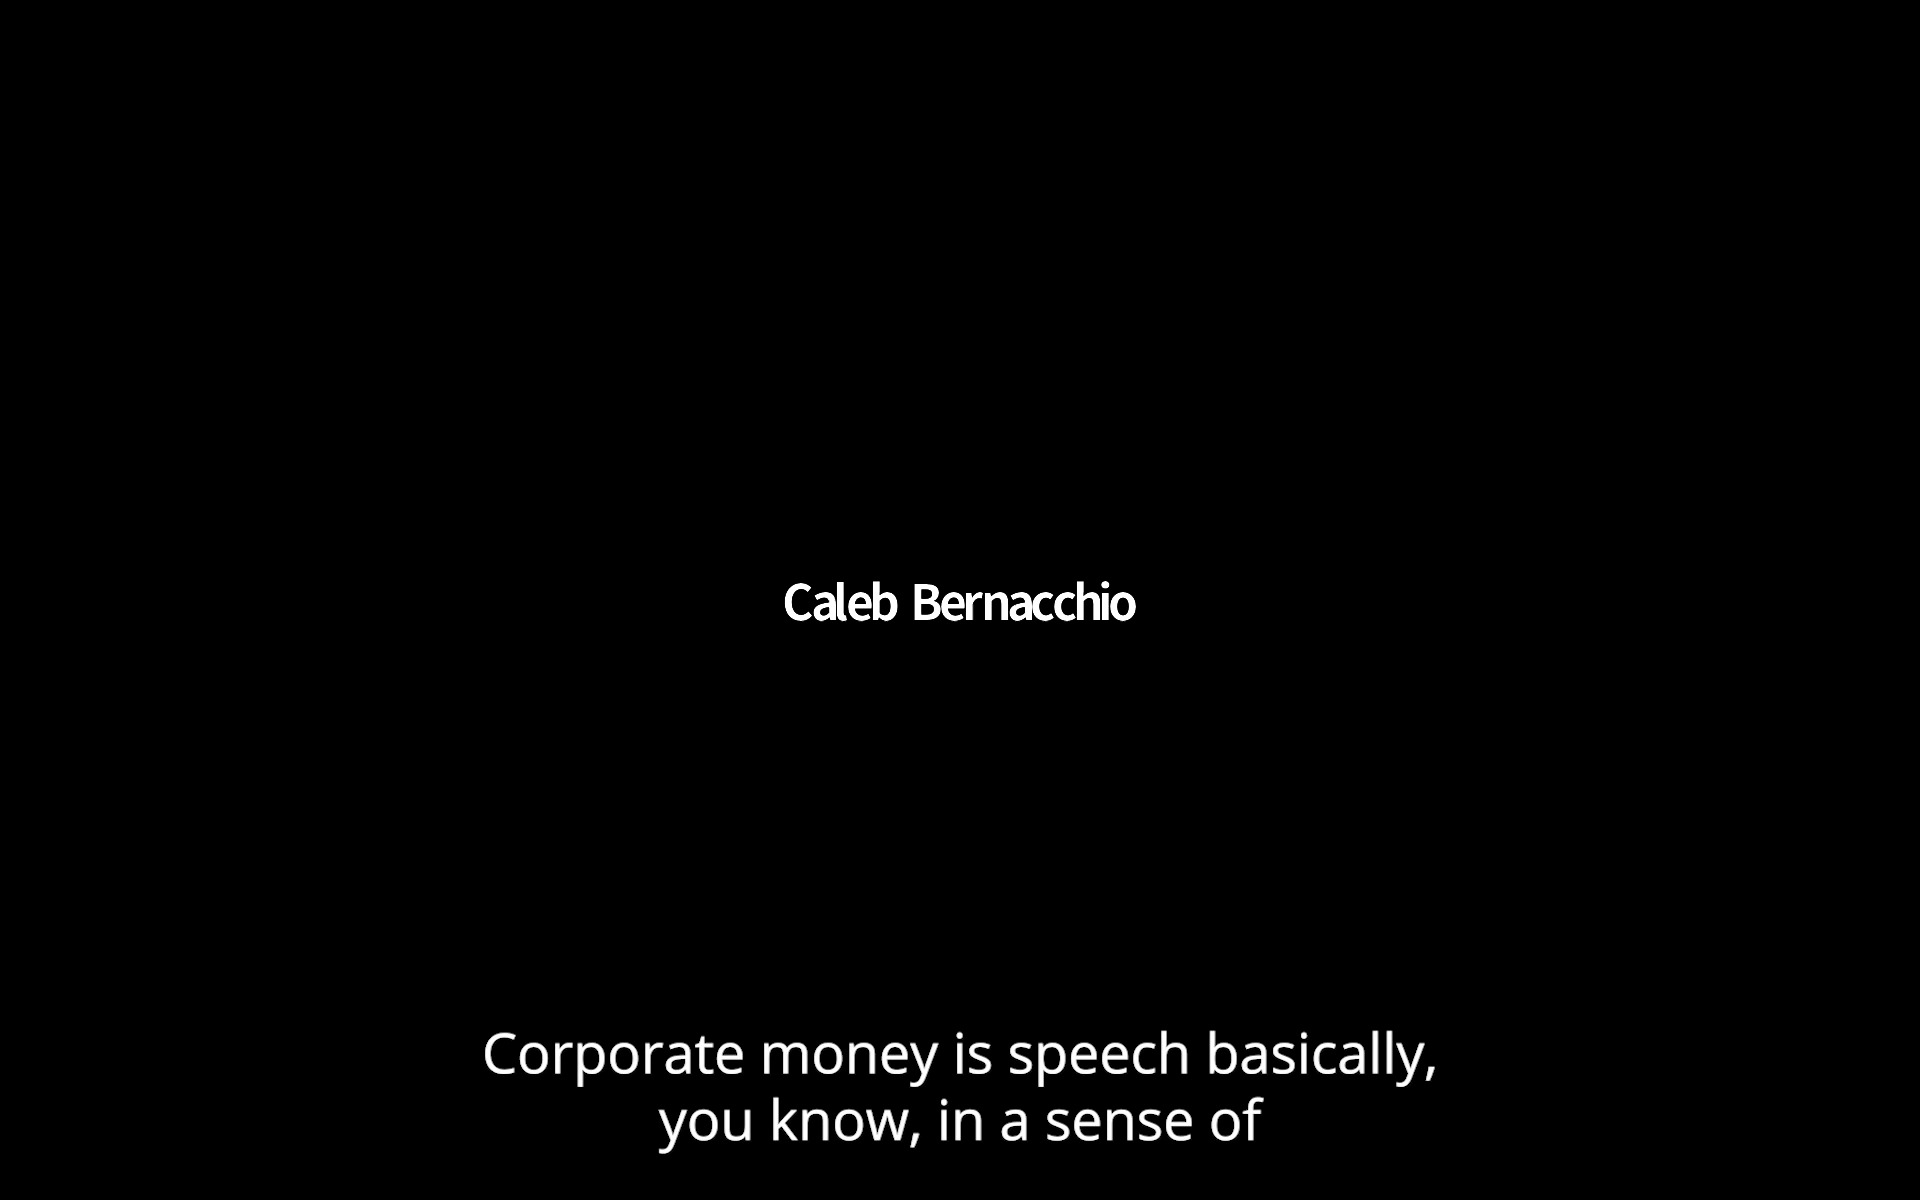 Caleb Bernacchio
Corporate money is speech basically,
you know, in a sense of